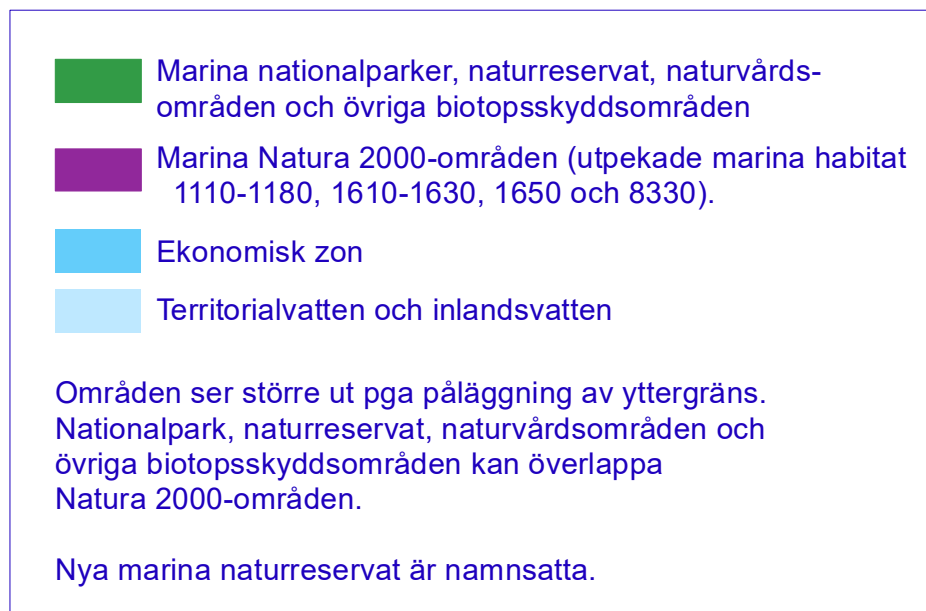 Marina nationalparker, naturreservat, naturvårds-
områden och övriga biotopsskyddsområden
Marina Natura 2000-områden (utpekade marina habitat
1110-1180, 1610-1630, 1650 och 8330).
Ekonomisk zon
Territorialvatten och inlandsvatten
Områden ser större ut pga påläggning av yttergräns.
Nationalpark, naturreservat, naturvårdsområden och
övriga biotopsskyddsområden kan överlappa
Natura 2000-områden.
Nya marina naturreservat är namnsatta.